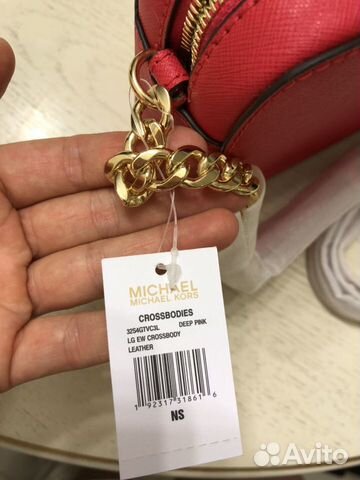 MICHAEL
MICHAEL KORS
CROSSBODIES
32S4GTVC3L DEEP PINK
LG EW CROSSBODY
LEATHER
1 92317 31861 6
NS
Avito